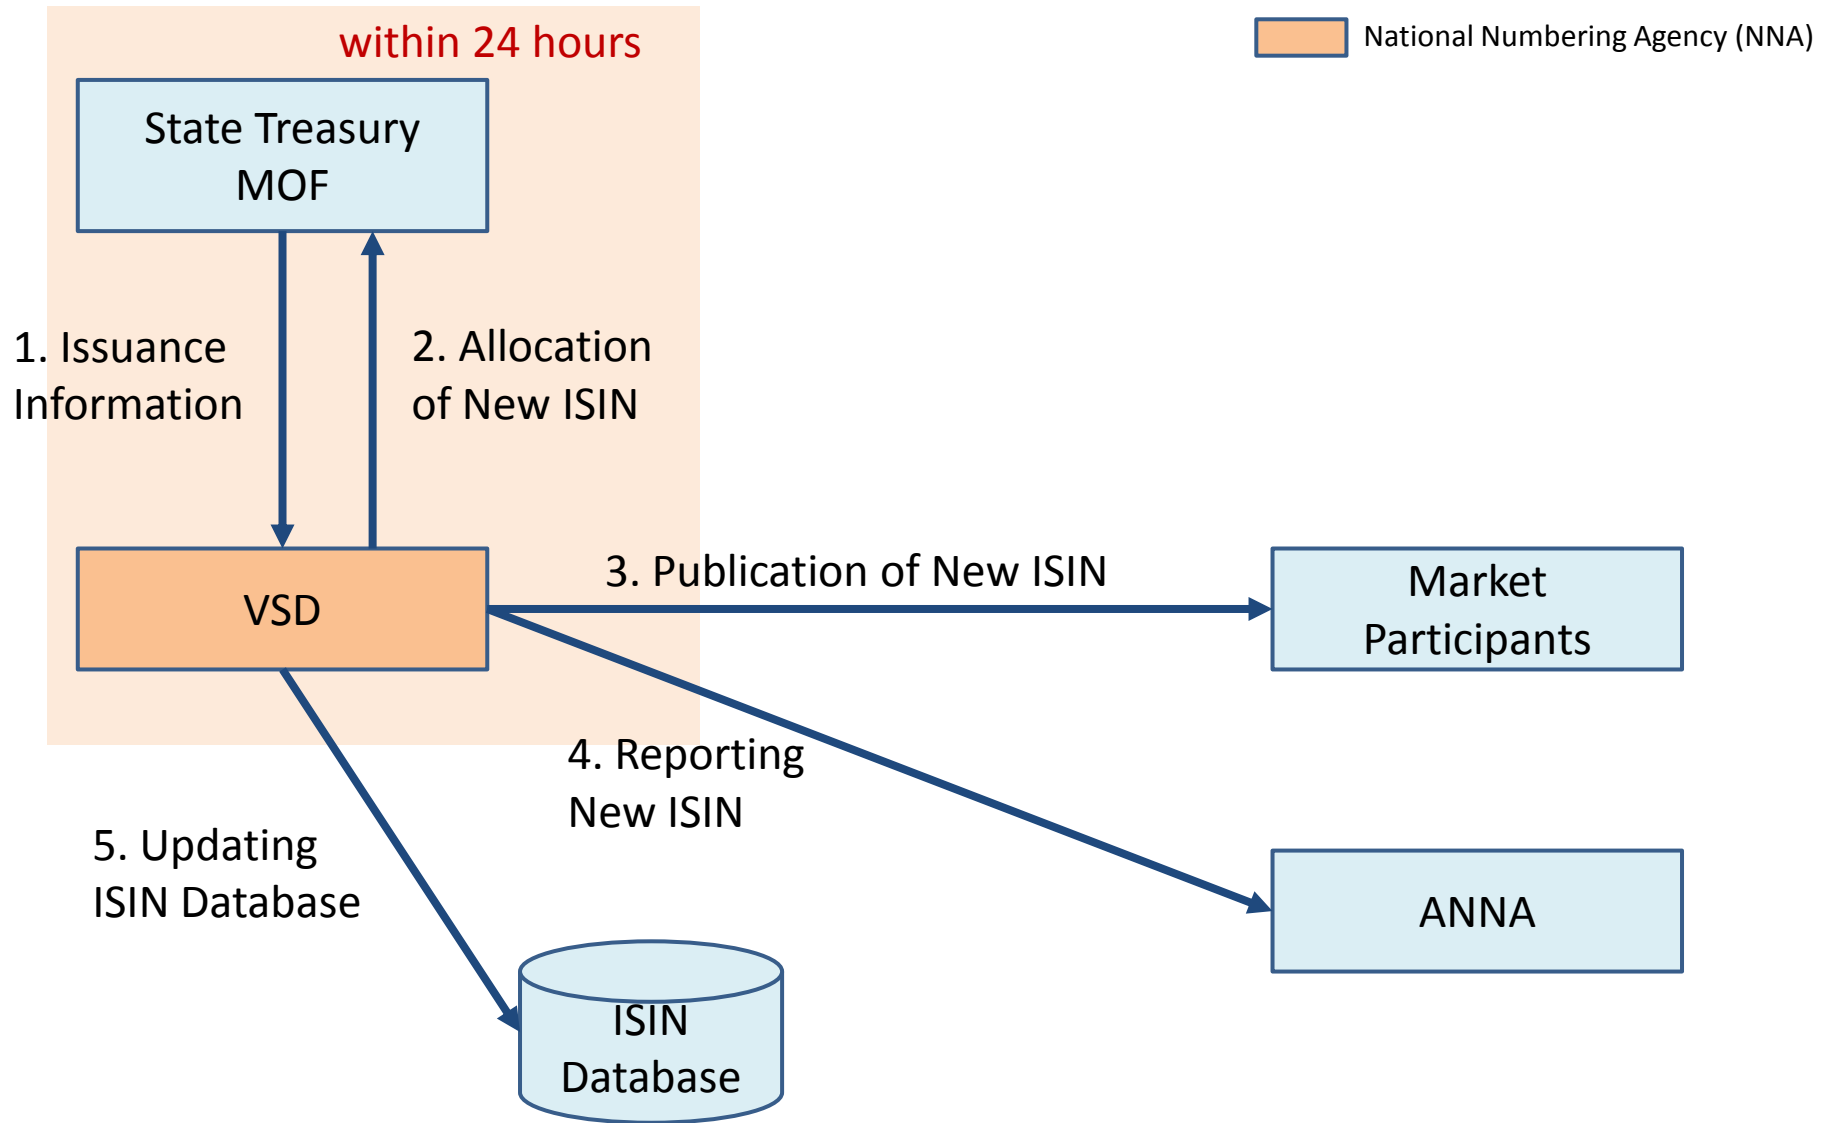 within 24 hours
National Numbering Agency (NNA)
State Treasury
MOF
1. Issuance
Information
2. Allocation
of New ISIN
VSD
3. Publication of New ISIN
Market
Participants
4. Reporting
New ISIN
5. Updating
ISIN Database
ANNA
ISIN
Database